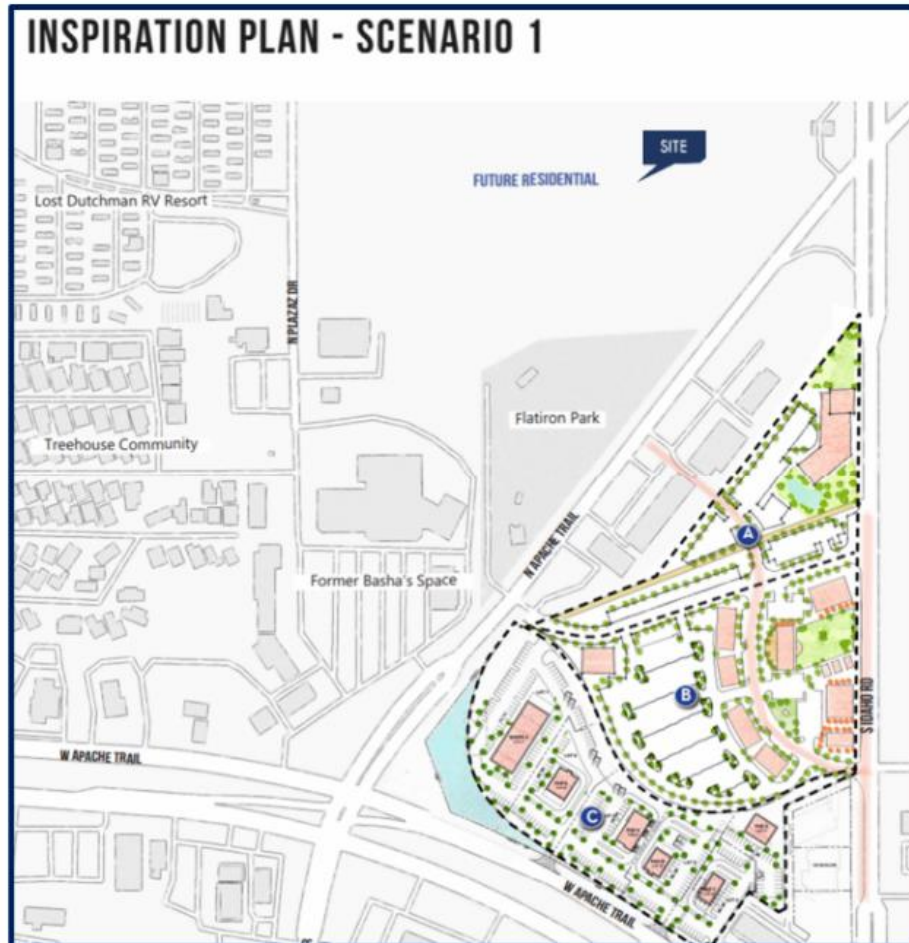 INSPIRATION PLAN - SCENARIO 1
SITE
FUTURE RESIDENTIAL
Lost Dutchman RV Resort
N PLAZAZ DR
Flatiron Park
Treehouse Community
A
N APACHE TRAIL
Former Basha's Space
B
S IDAHO RD
W APACHE TRAIL
C
W APACHE TRAIL